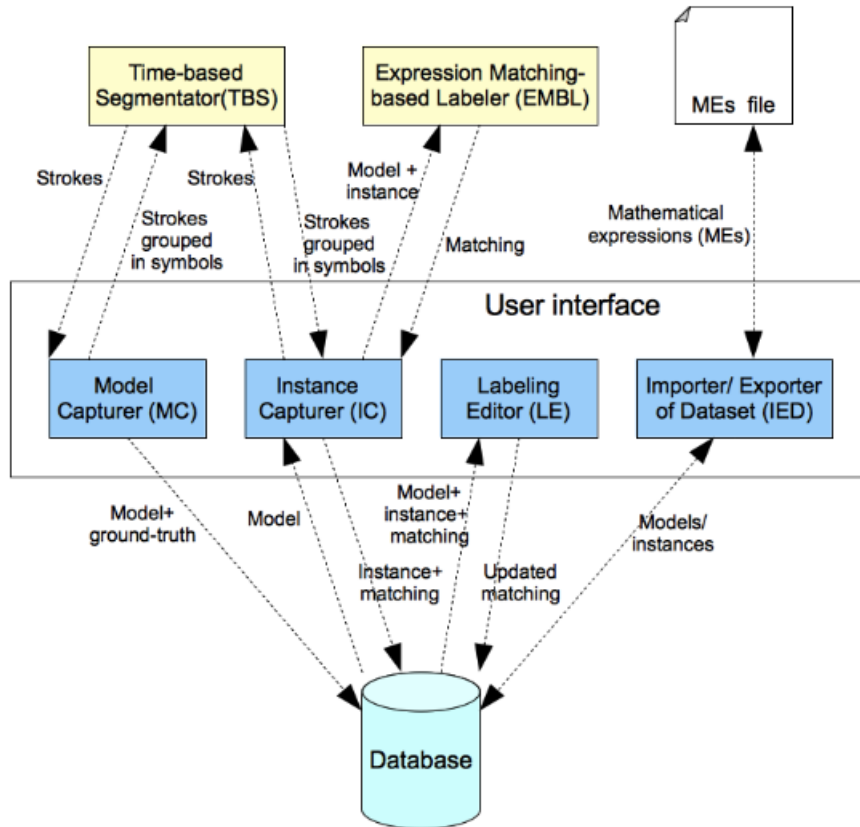 Time-based
Segmentator(TBS)
Expression Matching-
based Labeler (EMBL)
MEs file
Strokes
Strokes
grouped
in symbols
Strokes
Strokes
grouped
in symbols
Model +
instance
Matching
Mathematical
expressions (MEs)
User interface
Model
Capturer (MC)
Instance
Capturer (IC)
Labeling
Editor (LE)
Importer/ Exporter
of Dataset (IED)
Model+
ground-truth
Model
Instance+
matching
Model+
instance+
matching
Updated
matching
Models/
instances
Database